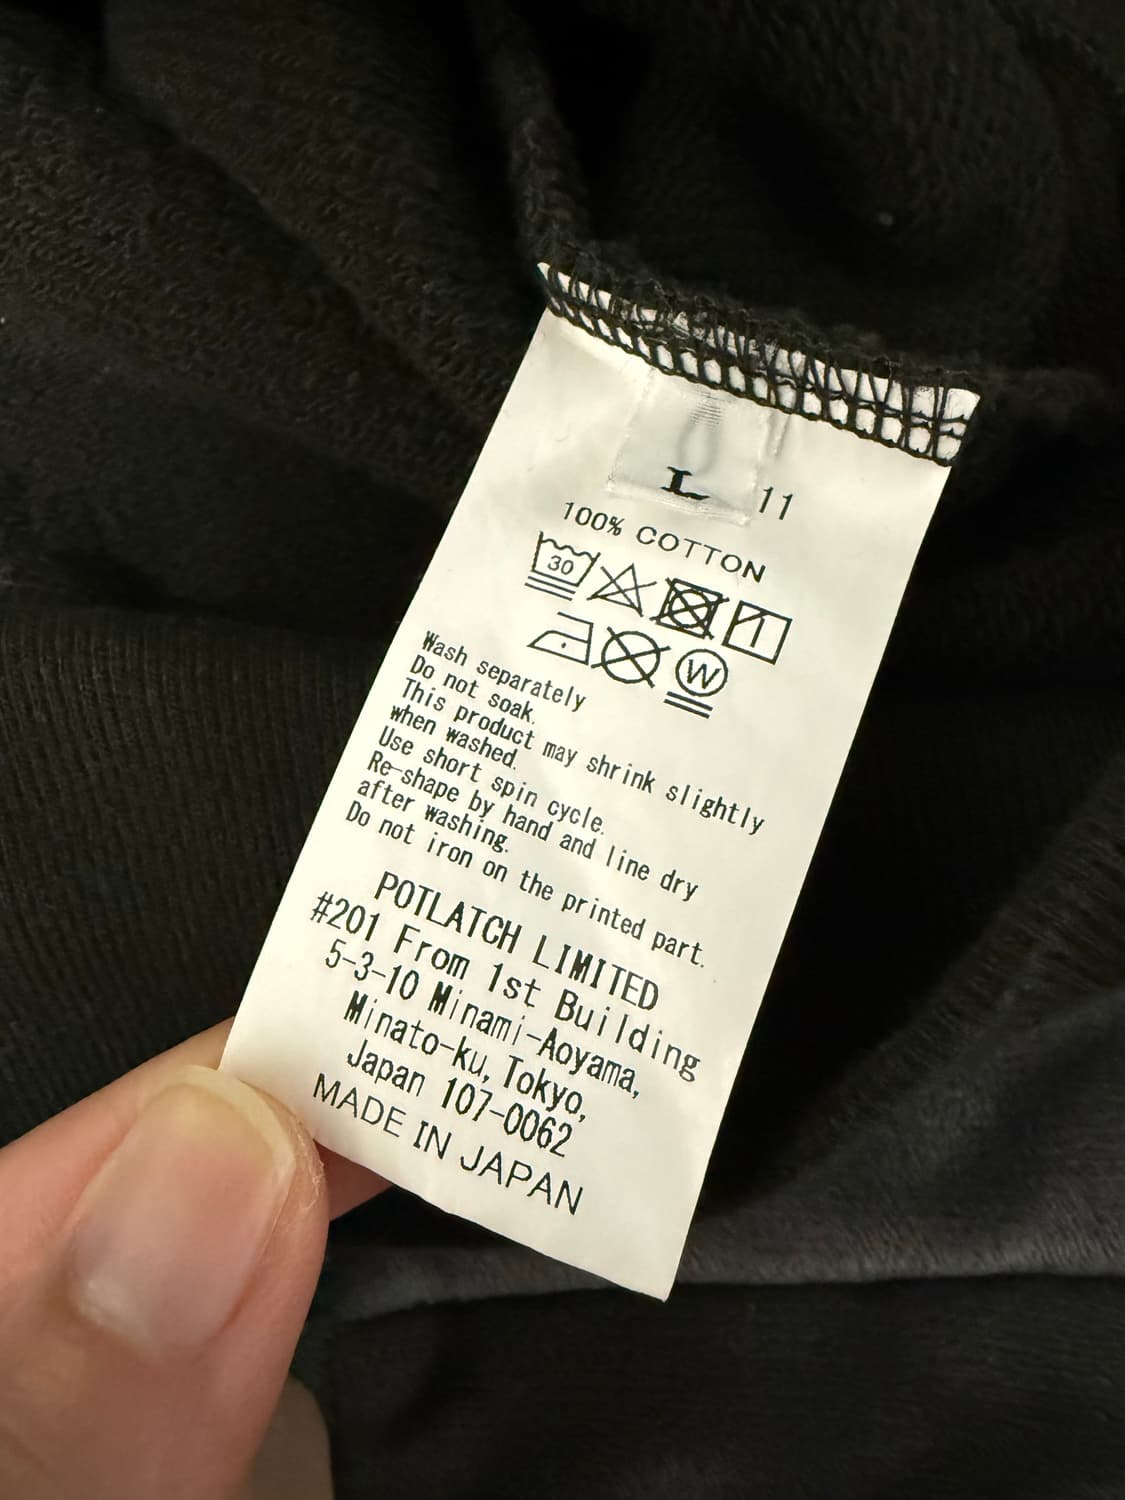 L 11
100% COTTON
30
W
Wash separately
Do not soak.
This product may shrink slightly
when washed.
Use short spin cycle.
Re-shape by hand and line dry
after washing.
Do not iron on the printed part.
POTLATCH LIMITED
#201 From 1st Building
5-3-10 Minami-Aoyama,
Minato-ku, Tokyo,
Japan 107-0062
MADE IN JAPAN